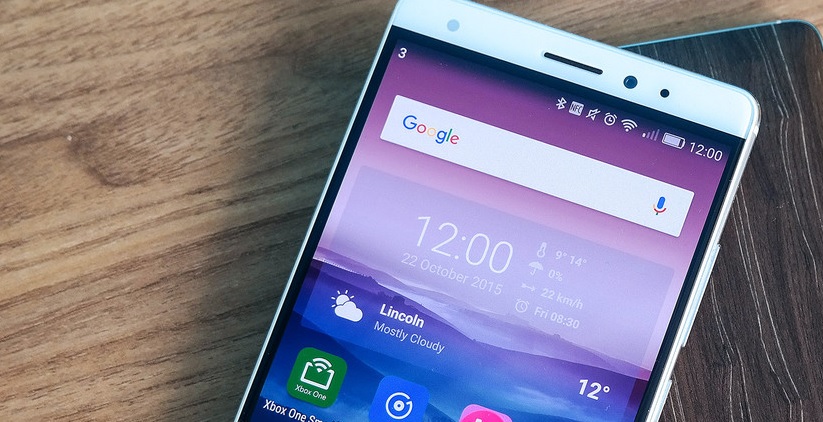 3
NFC
12:00
Google
12:00
22 October 2015
9° 14°
0%
22 km/h
Fri 08:30
Lincoln
Mostly Cloudy
12°
Xbox One
Xbox One Sm